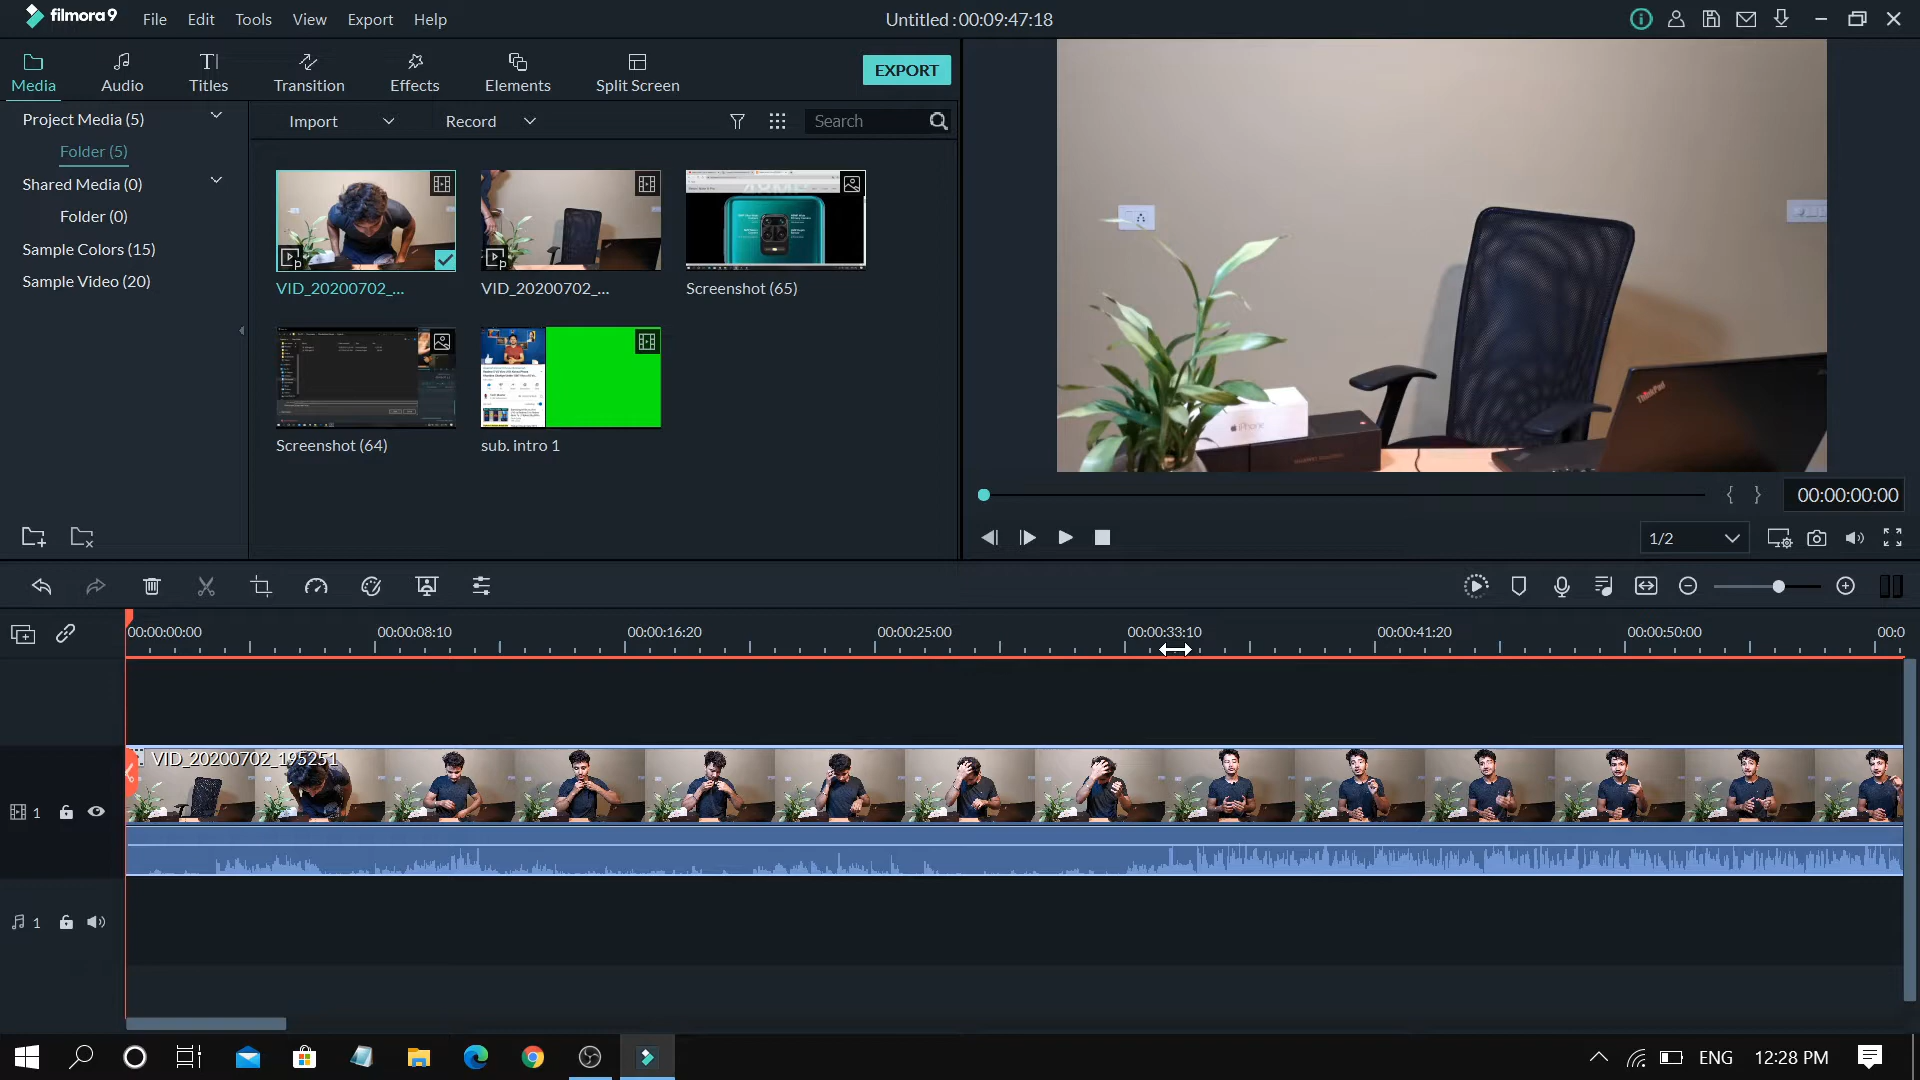 filmora9
File
Edit
Tools
View
Export
Help
Untitled : 00:09:47:18
Media
Audio
Titles
Transition
Effects
Elements
Split Screen
EXPORT
Project Media (5)
Folder (5)
Shared Media (0)
Folder (0)
Sample Colors (15)
Sample Video (20)
Import
Record
Search
VID_20200702_...
VID_20200702_...
Screenshot (65)
Screenshot (64)
sub. intro 1
iPhone
ThinkPad
00:00:00:00
1/2
00:00:00:00
00:00:08:10
00:00:16:20
00:00:25:00
00:00:33:10
00:00:41:20
00:00:50:00
00:0
VID_20200702_195251
1
1
ENG
12:28 PM